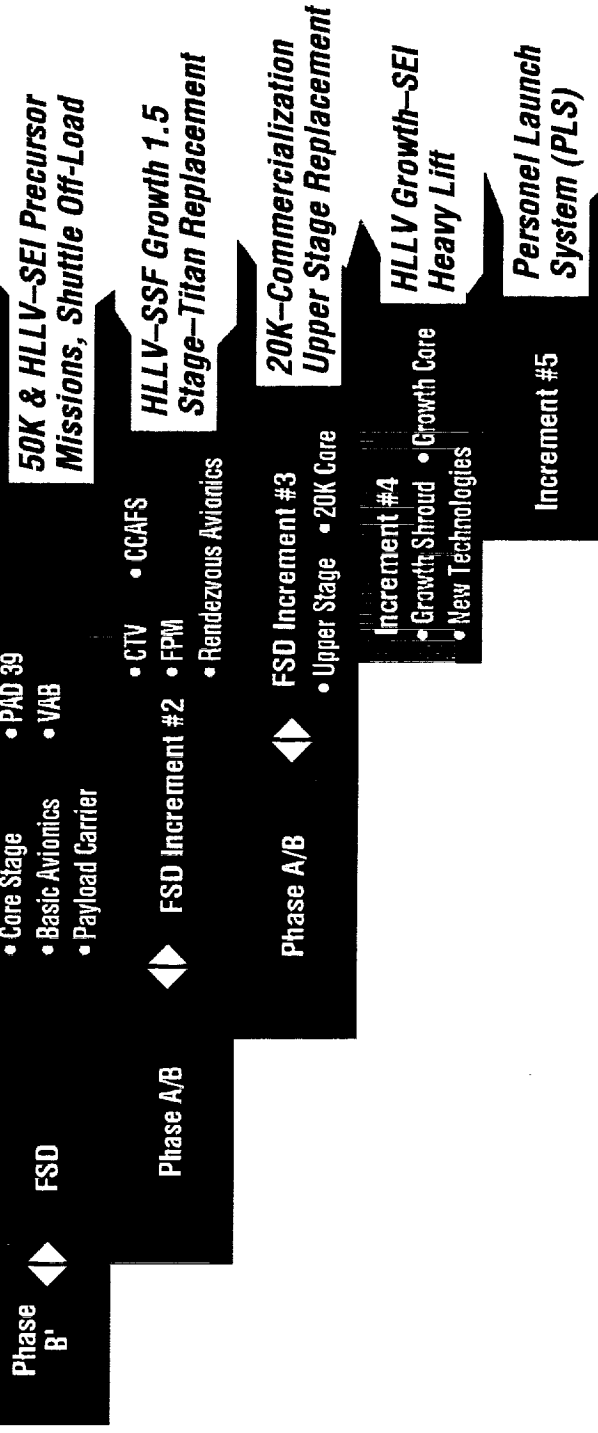 Phase
B'
FSD
• Core Stage
• Basic Avionics
• Payload Carrier
• PAD 39
• VAB
50K & HLLV–SEI Precursor
Missions, Shuttle Off-Load
Phase A/B
FSD Increment #2
• CTV
• FPM
• Rendezvous Avionics
• CCAFS
HLLV–SSF Growth 1.5
Stage–Titan Replacement
Phase A/B
FSD Increment #3
• Upper Stage • 20K Core
20K–Commercialization
Upper Stage Replacement
Increment #4
• Growth Shroud • Growth Core
• New Technologies
HLLV Growth–SEI
Heavy Lift
Increment #5
Personel Launch
System (PLS)